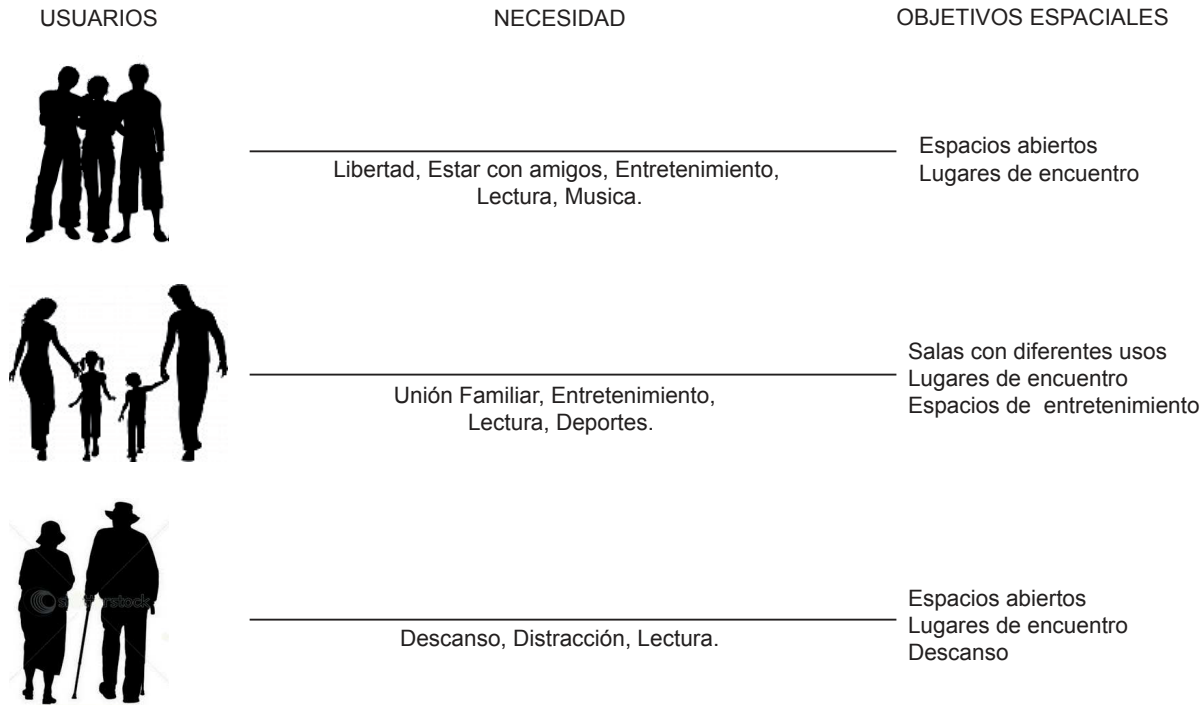 USUARIOS
NECESIDAD
OBJETIVOS ESPACIALES
Libertad, Estar con amigos, Entretenimiento,
Lectura, Musica.
Espacios abiertos
Lugares de encuentro
Unión Familiar, Entretenimiento,
Lectura, Deportes.
Salas con diferentes usos
Lugares de encuentro
Espacios de entretenimiento
Descanso, Distracción, Lectura.
Espacios abiertos
Lugares de encuentro
Descanso